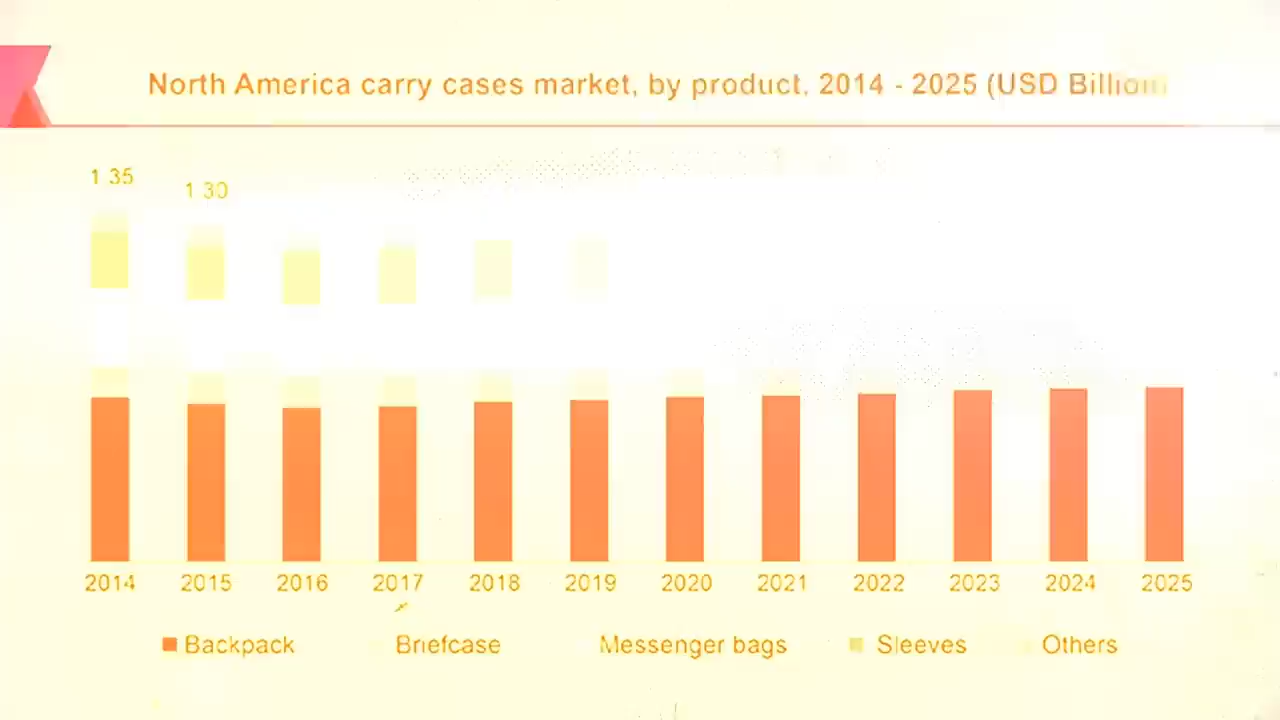 North America carry cases market, by product, 2014 - 2025 (USD Billion)
1.35
1.30
2014 2015 2016 2017 2018 2019 2020 2021 2022 2023 2024 2025
Backpack Briefcase Messenger bags Sleeves Others